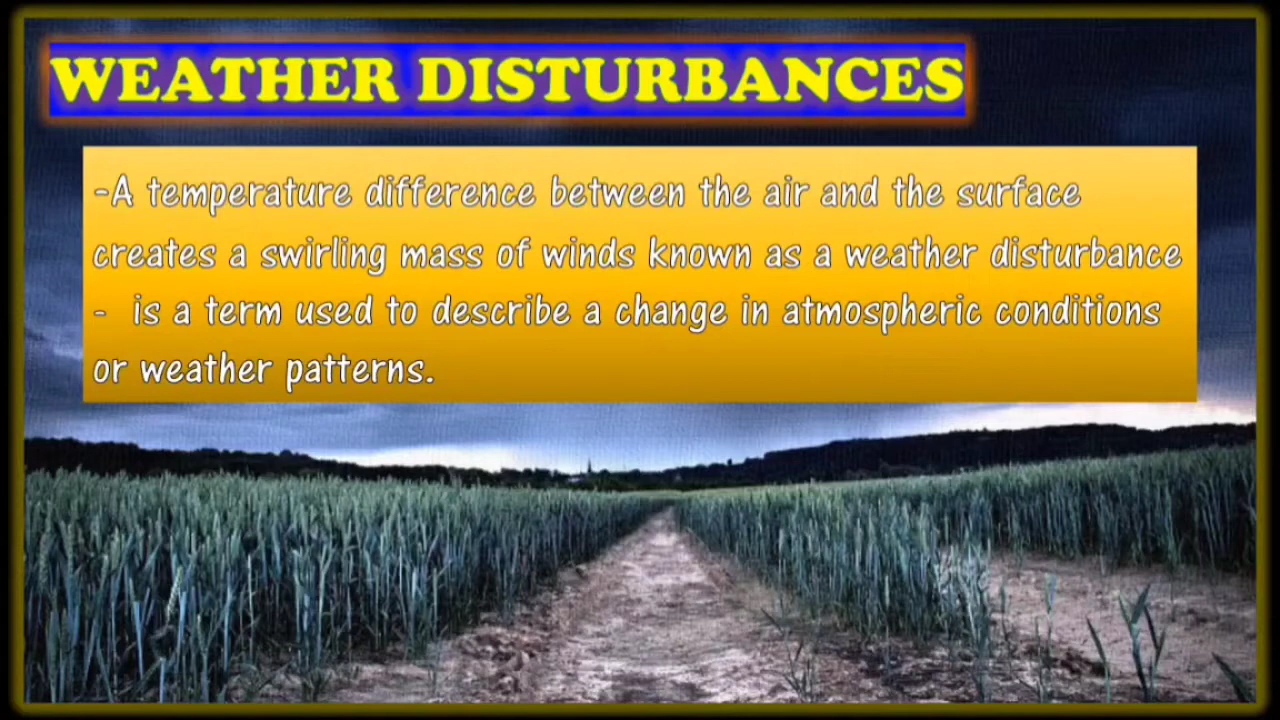 WEATHER DISTURBANCES
-A temperature difference between the air and the surface
creates a swirling mass of winds known as a weather disturbance
- is a term used to describe a change in atmospheric conditions
or weather patterns.